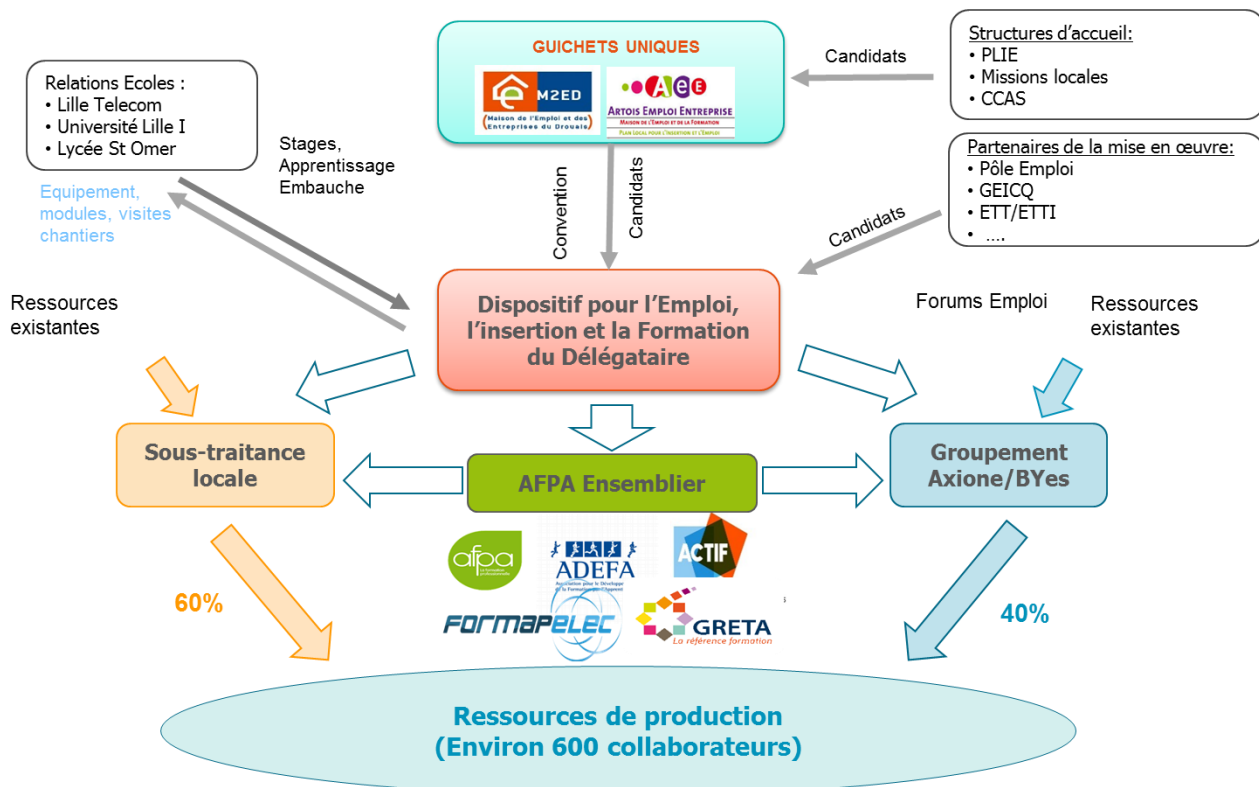 GUICHETS UNIQUES
M2ED
Maison de l'Emploi et des
Entreprises du Douaisis
AEE
ARTOIS EMPLOI ENTREPRISE
MAISON DE L'EMPLOI ET DE LA FORMATION
PLAN LOCAL POUR L'INSERTION ET L'EMPLOI
Candidats
Structures d'accueil:
• PLIE
• Missions locales
• CCAS
Relations Ecoles :
• Lille Telecom
• Université Lille I
• Lycée St Omer
Stages,
Apprentissage
Embauche
Equipement,
modules, visites
chantiers
Convention
Candidats
Partenaires de la mise en œuvre:
• Pôle Emploi
• GEICQ
• ETT/ETTI
• ….
Candidats
Ressources
existantes
Dispositif pour l'Emploi,
l'insertion et la Formation
du Délégataire
Forums Emploi
Ressources
existantes
Sous-traitance
locale
AFPA Ensemblier
Groupement
Axione/BYes
afpa
ADEFA
ACTIF
FORMAPELEC
GRETA
La référence formation
60%
40%
Ressources de production
(Environ 600 collaborateurs)